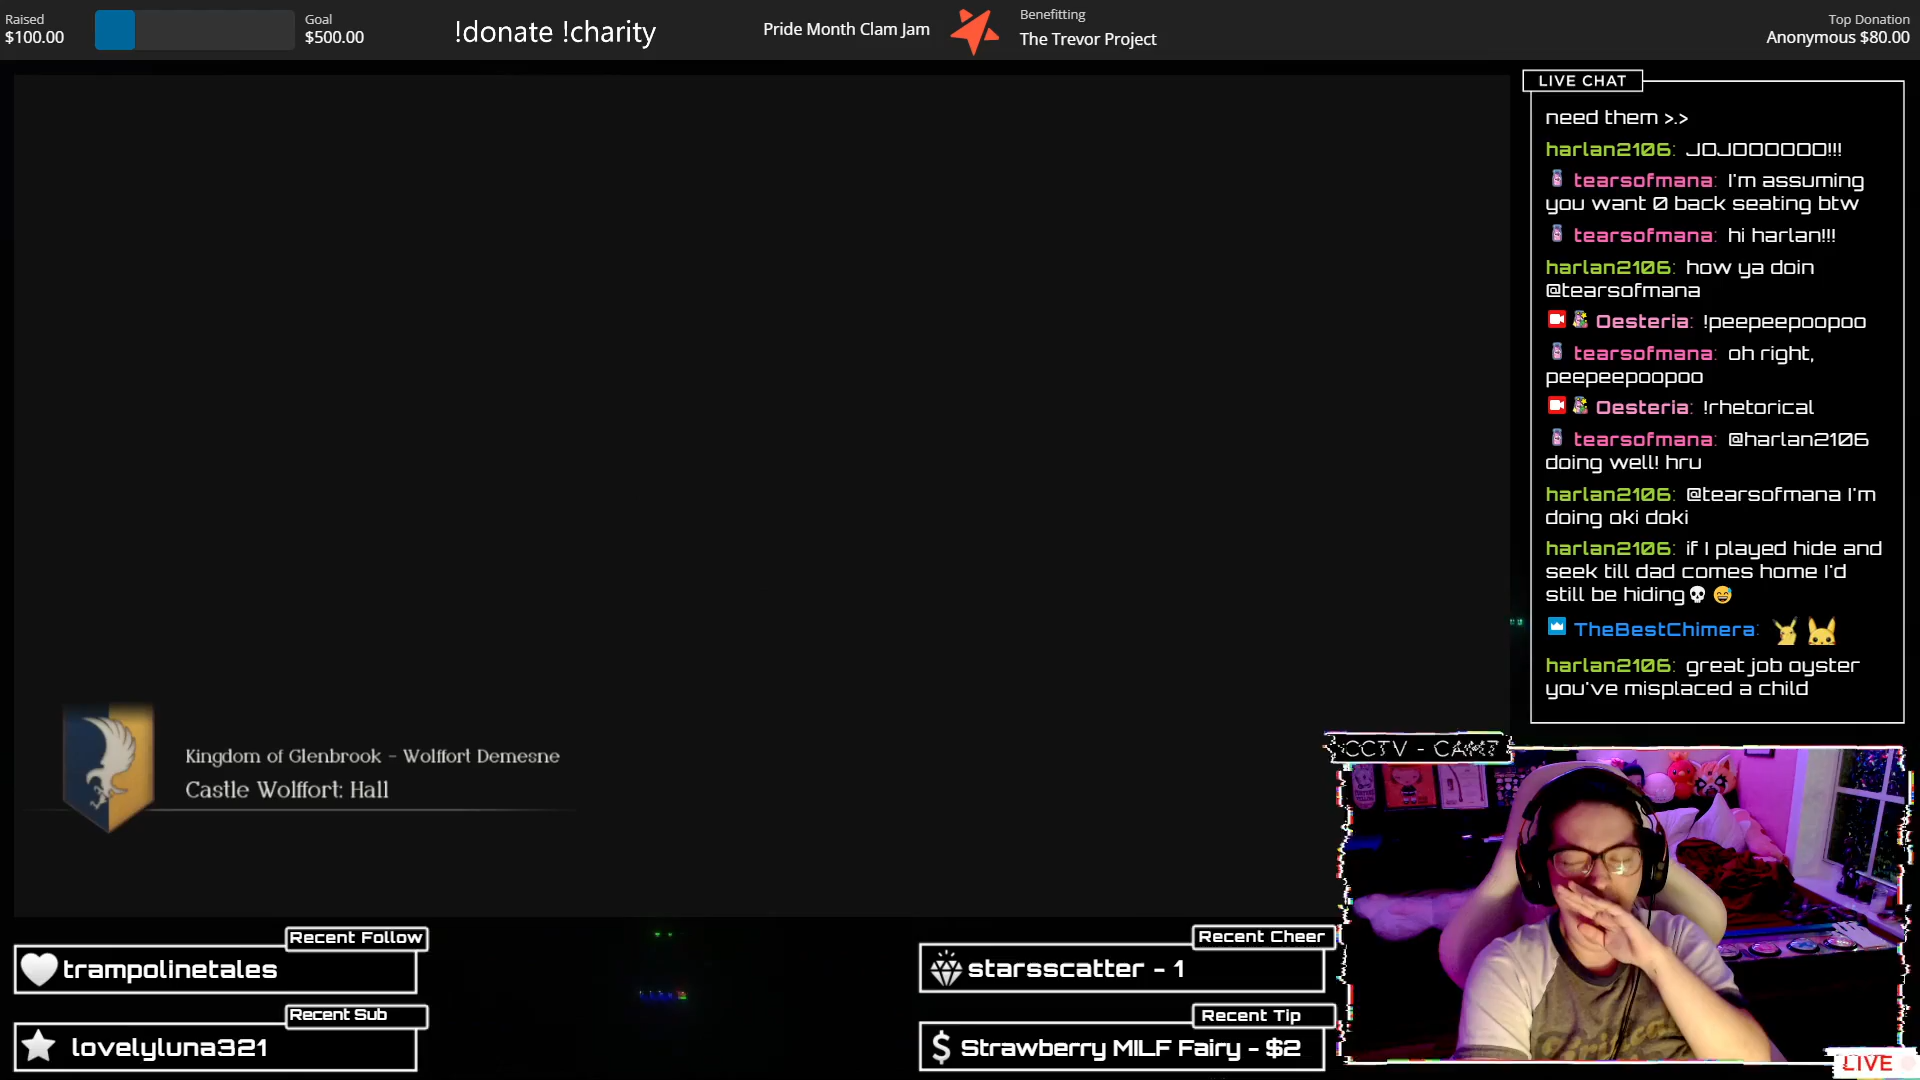 Raised
$100.00
Goal
$500.00
!donate !charity
Pride Month Clam Jam
Benefitting
The Trevor Project
Top Donation
Anonymous $80.00
LIVE CHAT
need them >.>
harlan2106: JOJOOOOOO!!!
tearsofmana: I'm assuming
you want 0 back seating btw
tearsofmana: hi harlan!!!
harlan2106: how ya doin
@tearsofmana
Oesteria: !peepeepoopoo
tearsofmana: oh right,
peepeepoopoo
Oesteria: !rhetorical
tearsofmana: @harlan2106
doing well! hru
harlan2106: @tearsofmana I'm
doing oki doki
harlan2106: if I played hide and
seek till dad comes home I'd
still be hiding💀 😅
TheBestChimera:
harlan2106: great job oyster
you've misplaced a child
Kingdom of Glenbrook - Wolffort Demesne
Castle Wolffort: Hall
CCTV - CAM7
Recent Follow
trampolinetales
Recent Sub
lovelyluna321
Recent Cheer
starsscatter - 1
Recent Tip
Strawberry MILF Fairy - $2
LIVE